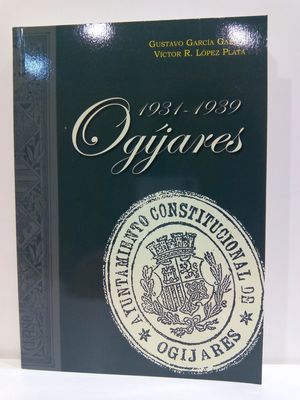 GUSTAVO GARCÍA
VÍCTOR R. LÓPEZ PLATA
1931-1939
Ogíjares
AYUNTAMIENTO CONSTITUCIONAL DE
OGIJARES